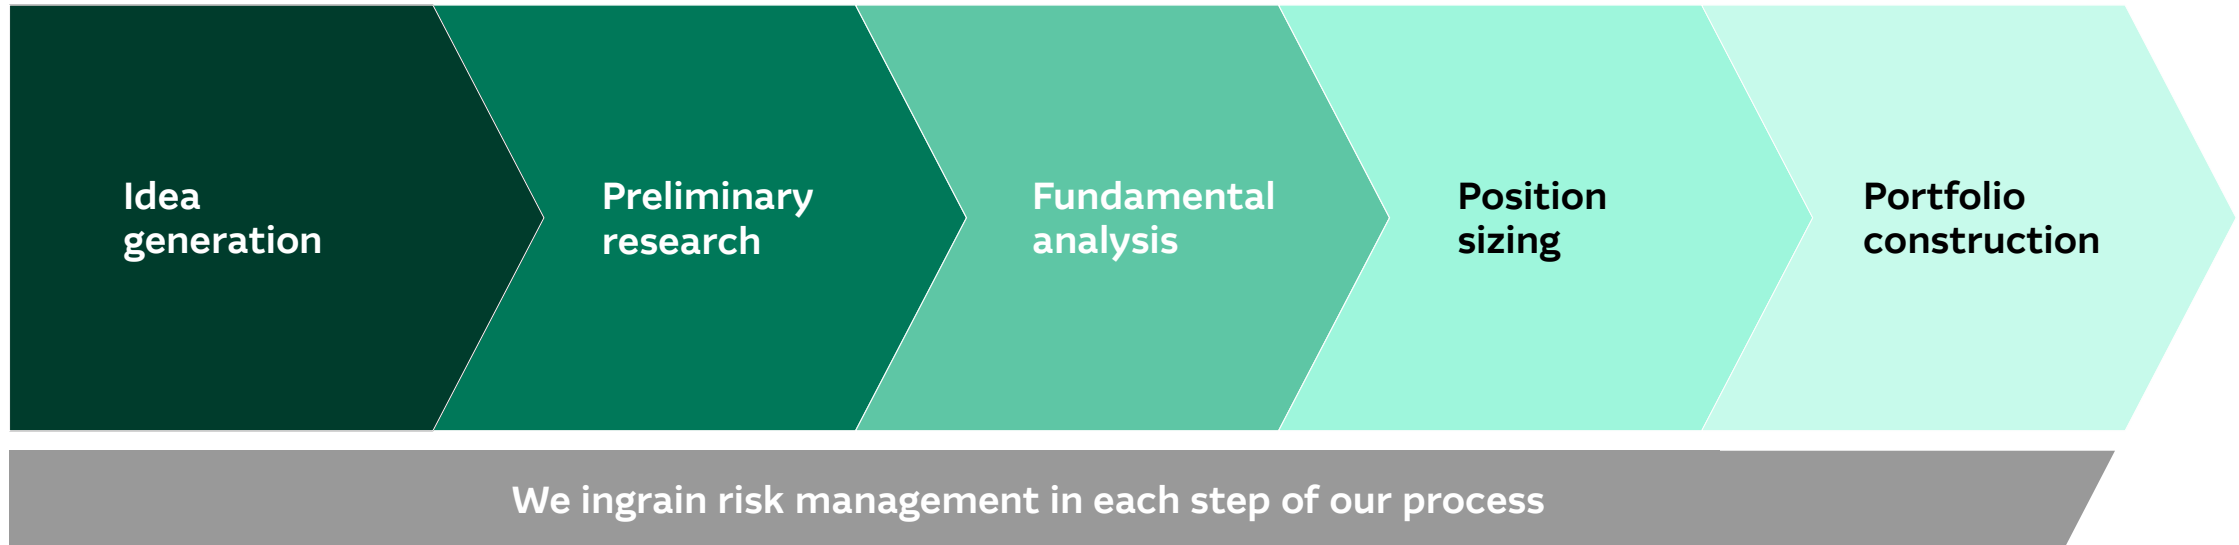 Idea
generation
Preliminary
research
Fundamental
analysis
Position
sizing
Portfolio
construction
We ingrain risk management in each step of our process